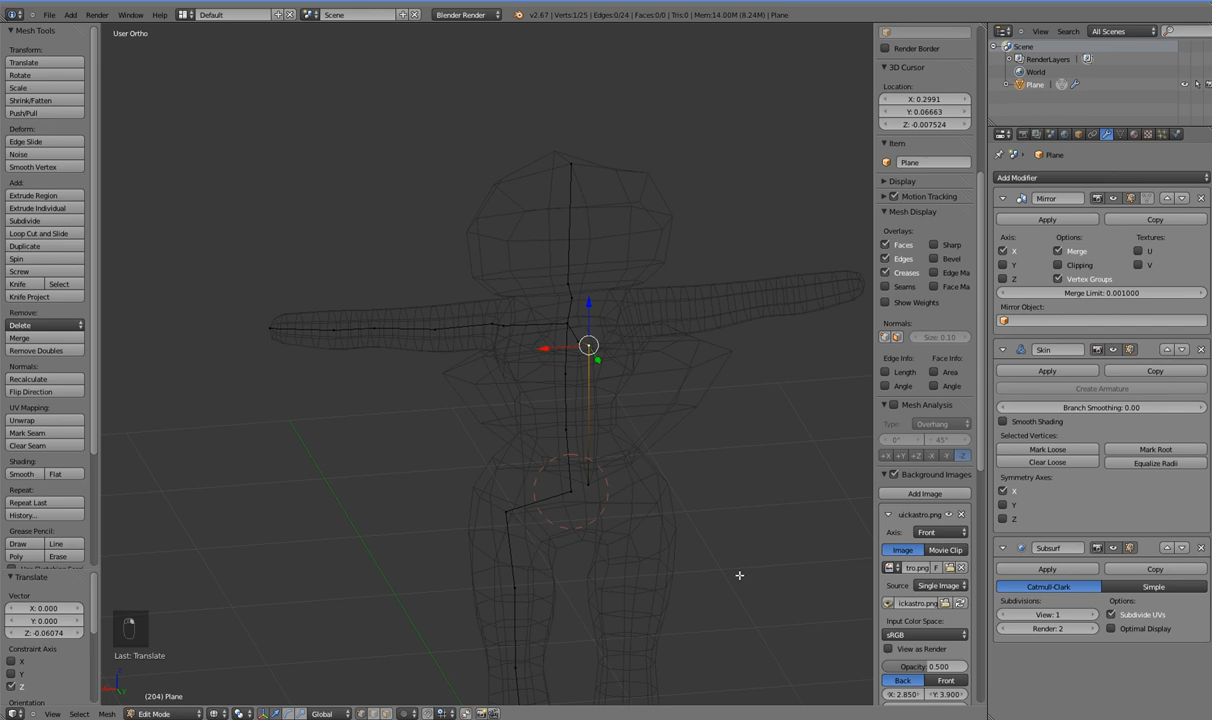 File Add Render Window Help Default Scene Blender Render v2.67 | Verts:1/25 | Edges:0/24 | Faces:0/0 | Tris:0 | Mem:14.00M (8.24M) | Plane
Mesh Tools
Transform:
Translate
Rotate
Scale
Shrink/Fatten
Push/Pull
Deform:
Edge Slide
Noise
Smooth Vertex
Add:
Extrude Region
Extrude Individual
Subdivide
Loop Cut and Slide
Duplicate
Spin
Screw
Knife Select
Knife Project
Remove:
Delete
Merge
Remove Doubles
Normals:
Recalculate
Flip Direction
UV Mapping:
Unwrap
Mark Seam
Clear Seam
Shading:
Smooth Flat
Repeat:
Repeat Last
History...
Grease Pencil:
Draw Line
Poly Erase
Translate
Vector
X: 0.000
Y: 0.000
Z: -0.06074
Constraint Axis
X
Y
Z
Orientation
User Ortho
Last: Translate
(204) Plane
View Select Mesh Edit Mode Global
Render Border
3D Cursor
Location:
X: 0.2991
Y: 0.06663
Z: -0.007524
Item
Plane
Display
Motion Tracking
Mesh Display
Overlays:
Faces Sharp
Edges Bevel
Creases Edge Ma
Seams Face Ma
Show Weights
Normals:
Size: 0.10
Edge Info: Face Info:
Length Area
Angle Angle
Mesh Analysis
Type: Overhang
0° 45°
+X +Y +Z -X -Y -Z
Background Images
Add Image
uickastro.png
Axis: Front
Image Movie Clip
tro.png F
Source: Single Image
ickastro.png
Input Color Space:
sRGB
View as Render
Opacity: 0.500
Back Front
X: 2.850 Y: 3.900
View Search All Scenes
Scene
RenderLayers
World
Plane
Plane
Add Modifier
Mirror
Apply Copy
Axis: Options: Textures:
X Merge U
Y Clipping V
Z Vertex Groups
Merge Limit: 0.001000
Mirror Object:
Skin
Apply Copy
Create Armature
Branch Smoothing: 0.00
Smooth Shading
Selected Vertices:
Mark Loose Mark Root
Clear Loose Equalize Radii
Symmetry Axes:
X
Y
Z
Subsurf
Apply Copy
Catmull-Clark Simple
Subdivisions: Options:
View: 1 Subdivide UVs
Render: 2 Optimal Display